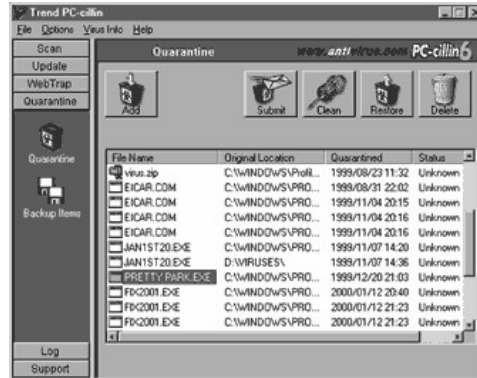 Trend PC-cillin
File Options Virus Info Help
Scan
Update
WebTrap
Quarantine
Quarantine
Backup Items
Log
Support
Quarantine www.antivirus.com PC-cillin 6
Add Submit Clean Restore Delete
File Name Original Location Quarantined Status
virus.zip C:\WINDOWS\Profil... 1999/08/23 11:32 Unknown
EICAR.COM C:\WINDOWS\PRO... 1999/08/31 22:02 Unknown
EICAR.COM C:\WINDOWS\PRO... 1999/11/04 20:15 Unknown
EICAR.COM C:\WINDOWS\PRO... 1999/11/04 20:16 Unknown
EICAR.COM C:\WINDOWS\PRO... 1999/11/04 20:16 Unknown
JAN1ST20.EXE C:\WINDOWS\PRO... 1999/11/07 14:20 Unknown
JAN1ST20.EXE D:\VIRUSES\ 1999/11/07 14:36 Unknown
PRETTY PARK.EXE C:\WINDOWS\PRO... 1999/12/20 21:03 Unknown
FIX2001.EXE C:\WINDOWS\PRO... 2000/01/12 20:40 Unknown
FIX2001.EXE C:\WINDOWS\PRO... 2000/01/12 21:23 Unknown
FIX2001.EXE C:\WINDOWS\PRO... 2000/01/12 21:23 Unknown